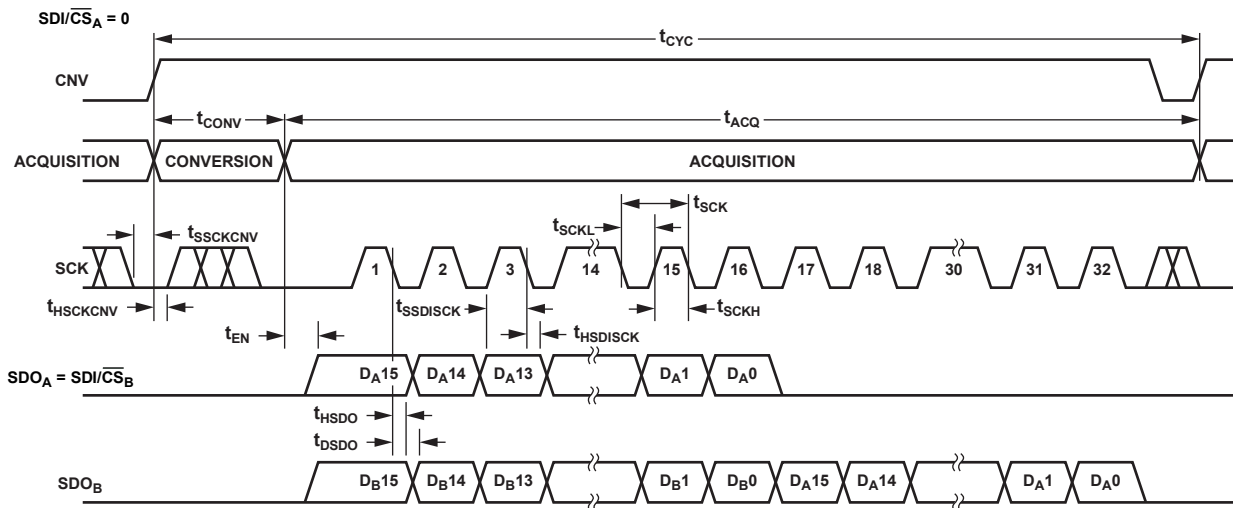 SDI/CS_A = 0
t_CYC
CNV
t_CONV
t_ACQ
ACQUISITION
CONVERSION
ACQUISITION
t_SCK
t_SCKL
t_SSCKCNV
SCK
1
2
3
14
15
16
17
18
30
31
32
t_HSCKCNV
t_SSDISCK
t_SCKH
t_EN
t_HSDISCK
SDO_A = SDI/CS_B
D_A15
D_A14
D_A13
D_A1
D_A0
t_HSDO
t_DSDO
SDO_B
D_B15
D_B14
D_B13
D_B1
D_B0
D_A15
D_A14
D_A1
D_A0